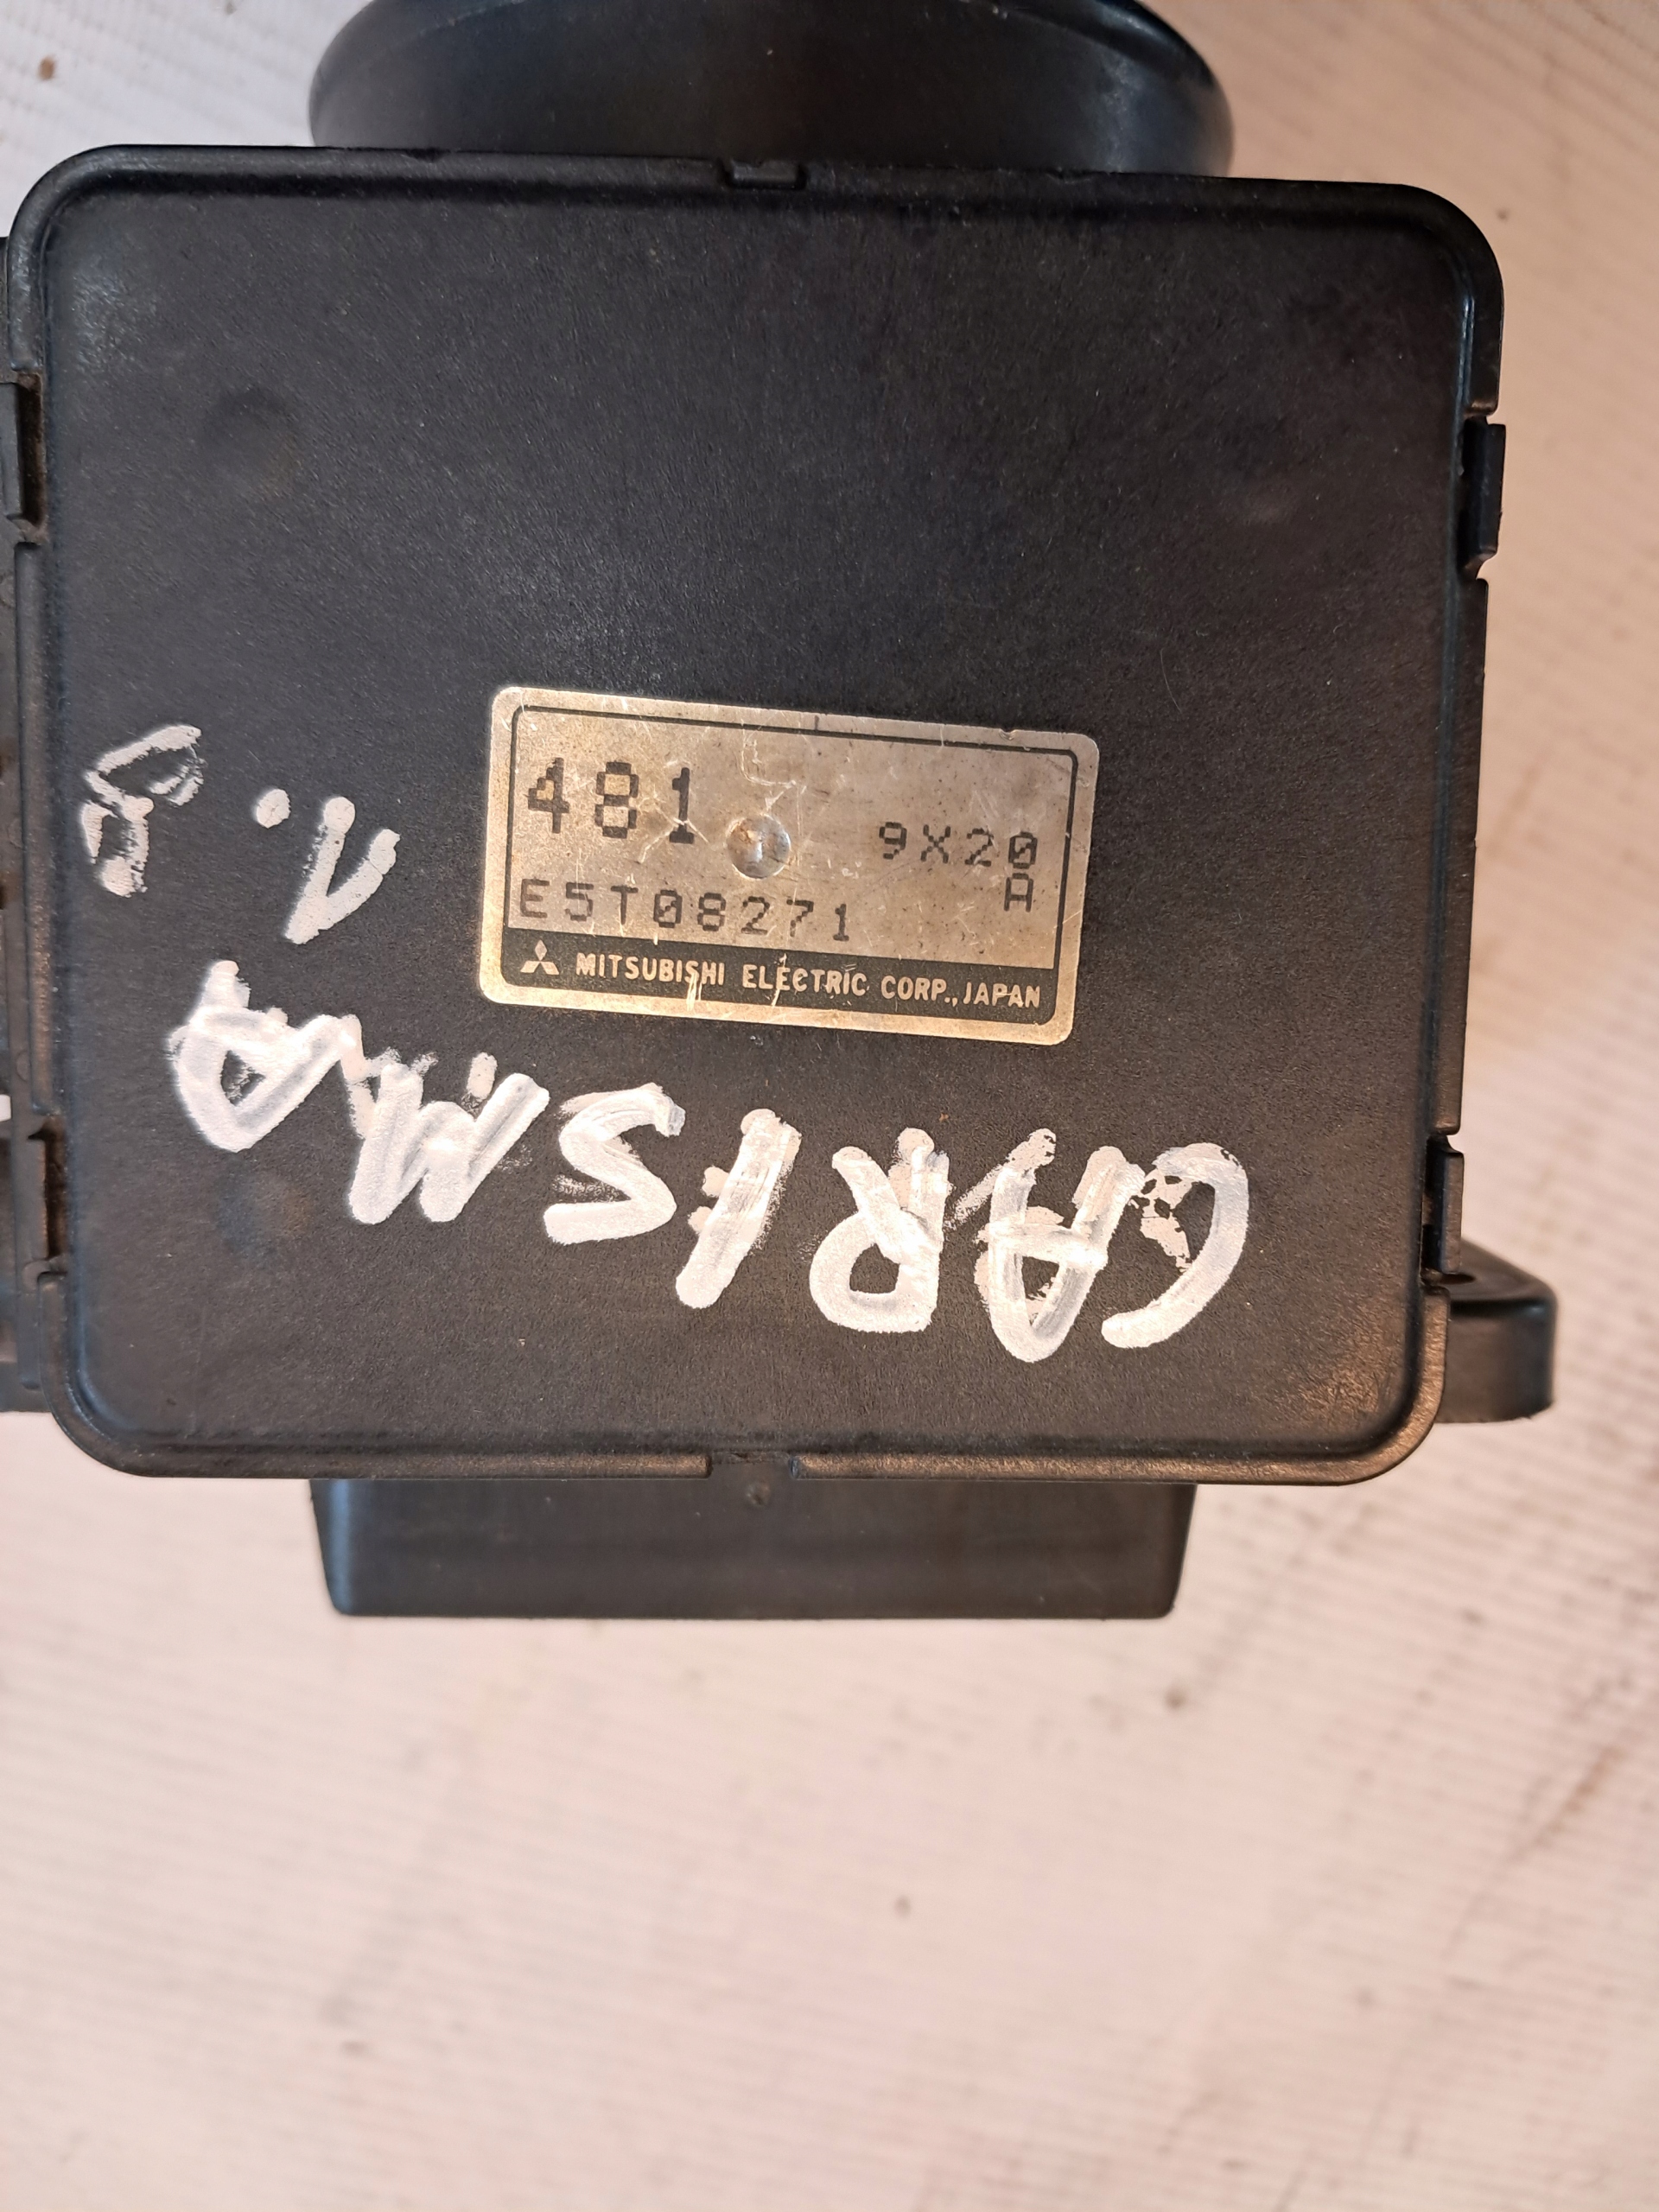 481 9X20
E5T08271 A
MITSUBISHI ELECTRIC CORP., JAPAN
CARISMA
1.8